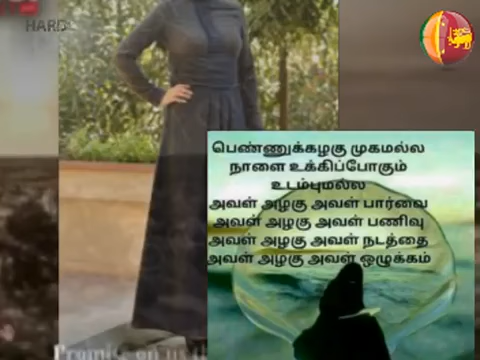 HARD
பெண்ணுக்கழகு முகமல்ல
நாளை உக்கிப்போகும்
உடம்புமல்ல
அவள் அழகு அவள் பார்வை
அவள் அழகு அவள் பணிவு
அவள் அழகு அவள் நடத்தை
அவள் அழகு அவள் ஒழுக்கம்